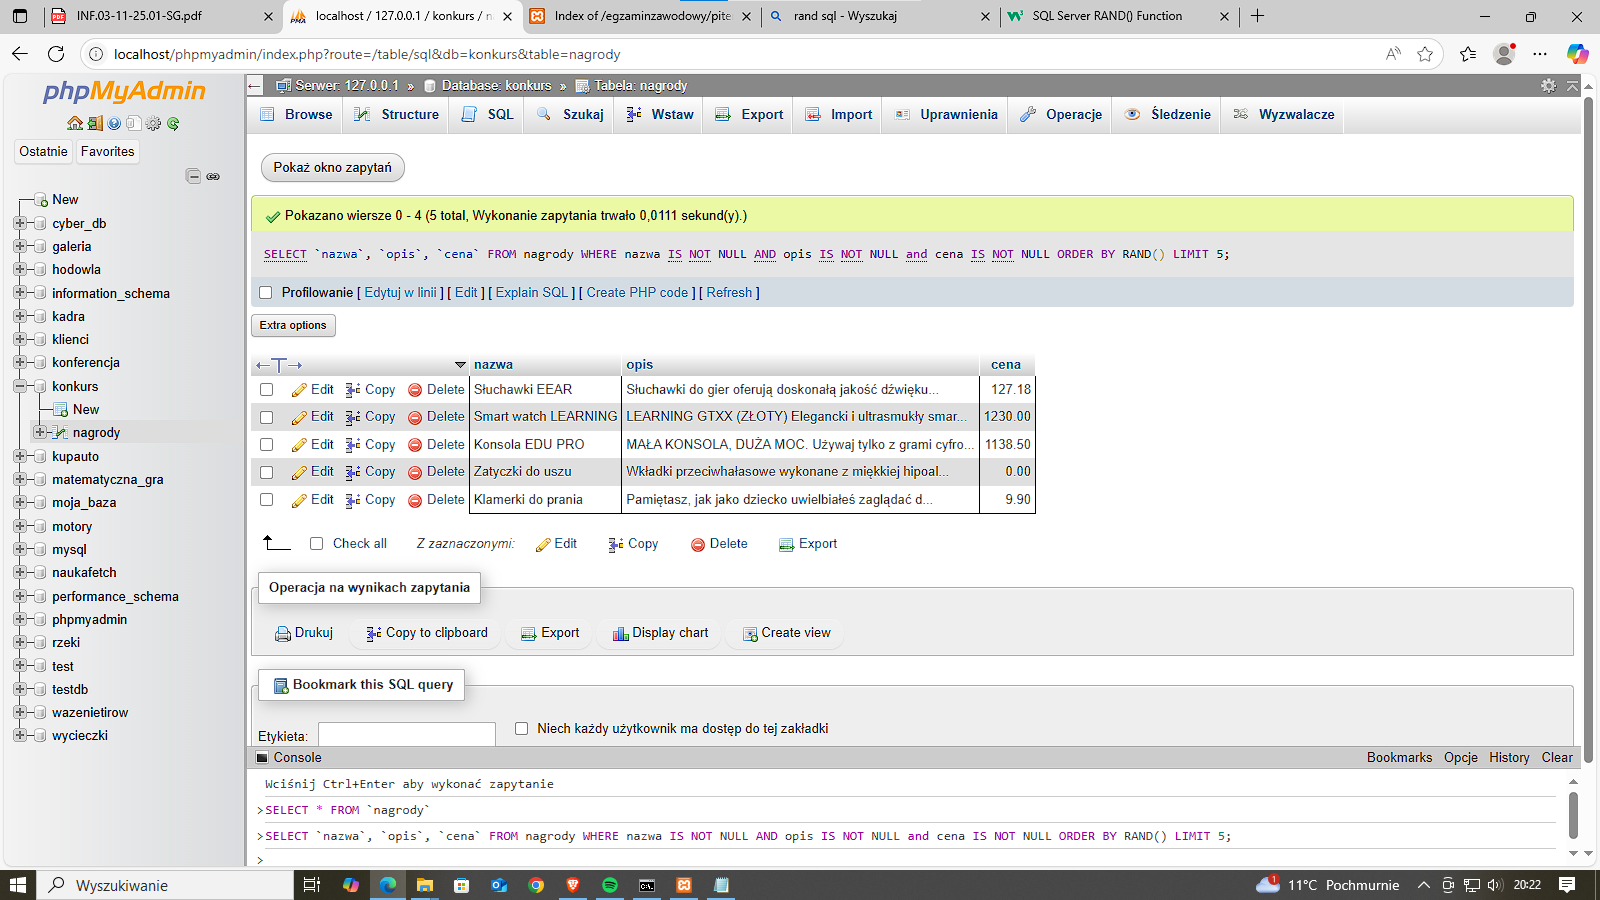 INF.03-11-25.01-SG.pdf
localhost / 127.0.0.1 / konkurs / n
Index of /egzaminzawodowy/pite
rand sql - Wyszukaj
SQL Server RAND() Function
localhost/phpmyadmin/index.php?route=/table/sql&db=konkurs&table=nagrody
phpMyAdmin
Ostatnie
Favorites
New
cyber_db
galeria
hodowla
information_schema
kadra
klienci
konferencja
konkurs
New
nagrody
kupauto
matematyczna_gra
moja_baza
motory
mysql
naukafetch
performance_schema
phpmyadmin
rzeki
test
testdb
wazenietirow
wycieczki
Serwer: 127.0.0.1 » Database: konkurs » Tabela: nagrody
Browse
Structure
SQL
Szukaj
Wstaw
Export
Import
Uprawnienia
Operacje
Śledzenie
Wyzwalacze
Pokaż okno zapytań
Pokazano wiersze 0 - 4 (5 total, Wykonanie zapytania trwało 0,0111 sekund(y).)
SELECT `nazwa`, `opis`, `cena` FROM nagrody WHERE nazwa IS NOT NULL AND opis IS NOT NULL and cena IS NOT NULL ORDER BY RAND() LIMIT 5;
Profilowanie [ Edytuj w linii ] [ Edit ] [ Explain SQL ] [ Create PHP code ] [ Refresh ]
Extra options
←T→ nazwa opis cena
Edit Copy Delete Słuchawki EEAR Słuchawki do gier oferują doskonałą jakość dźwięku... 127.18
Edit Copy Delete Smart watch LEARNING LEARNING GTXX (ZŁOTY) Elegancki i ultrasmukły smar... 1230.00
Edit Copy Delete Konsola EDU PRO MAŁA KONSOLA, DUŻA MOC. Używaj tylko z grami cyfro... 1138.50
Edit Copy Delete Zatyczki do uszu Wkładki przeciwhałasowe wykonane z miękkiej hipoal... 0.00
Edit Copy Delete Klamerki do prania Pamiętasz, jak jako dziecko uwielbiałeś zaglądać d... 9.90
Check all Z zaznaczonymi: Edit Copy Delete Export
Operacja na wynikach zapytania
Drukuj Copy to clipboard Export Display chart Create view
Bookmark this SQL query
Etykieta:
Niech każdy użytkownik ma dostęp do tej zakładki
Console
Bookmarks Opcje History Clear
Wciśnij Ctrl+Enter aby wykonać zapytanie
>SELECT * FROM `nagrody`
>SELECT `nazwa`, `opis`, `cena` FROM nagrody WHERE nazwa IS NOT NULL AND opis IS NOT NULL and cena IS NOT NULL ORDER BY RAND() LIMIT 5;
>
Wyszukiwanie
1
11°C Pochmurnie
20:22